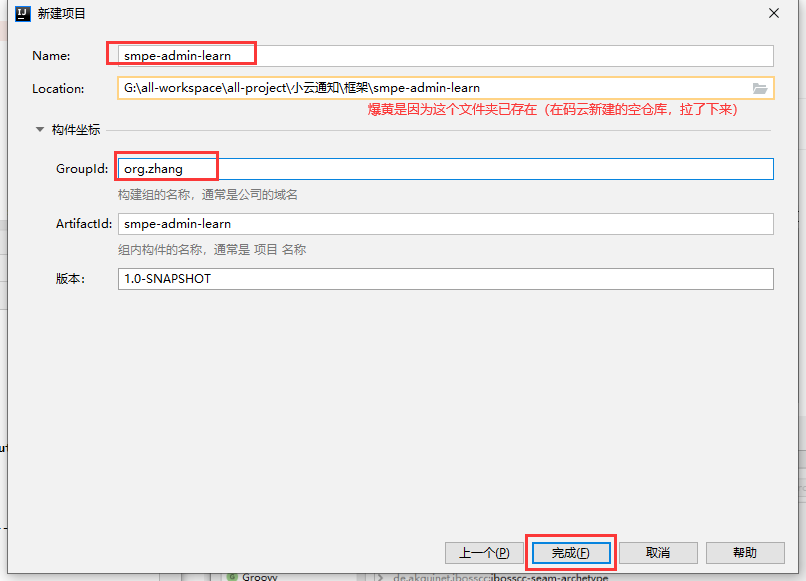 新建项目
Name: smpe-admin-learn
Location: G:\all-workspace\all-project\小云通知\框架\smpe-admin-learn
爆黄是因为这个文件夹已存在（在码云新建的空仓库，拉了下来）
构件坐标
GroupId: org.zhang
构建组的名称，通常是公司的域名
ArtifactId: smpe-admin-learn
组内构件的名称，通常是 项目 名称
版本: 1.0-SNAPSHOT
上一个(P) 完成(F) 取消 帮助
Groovy